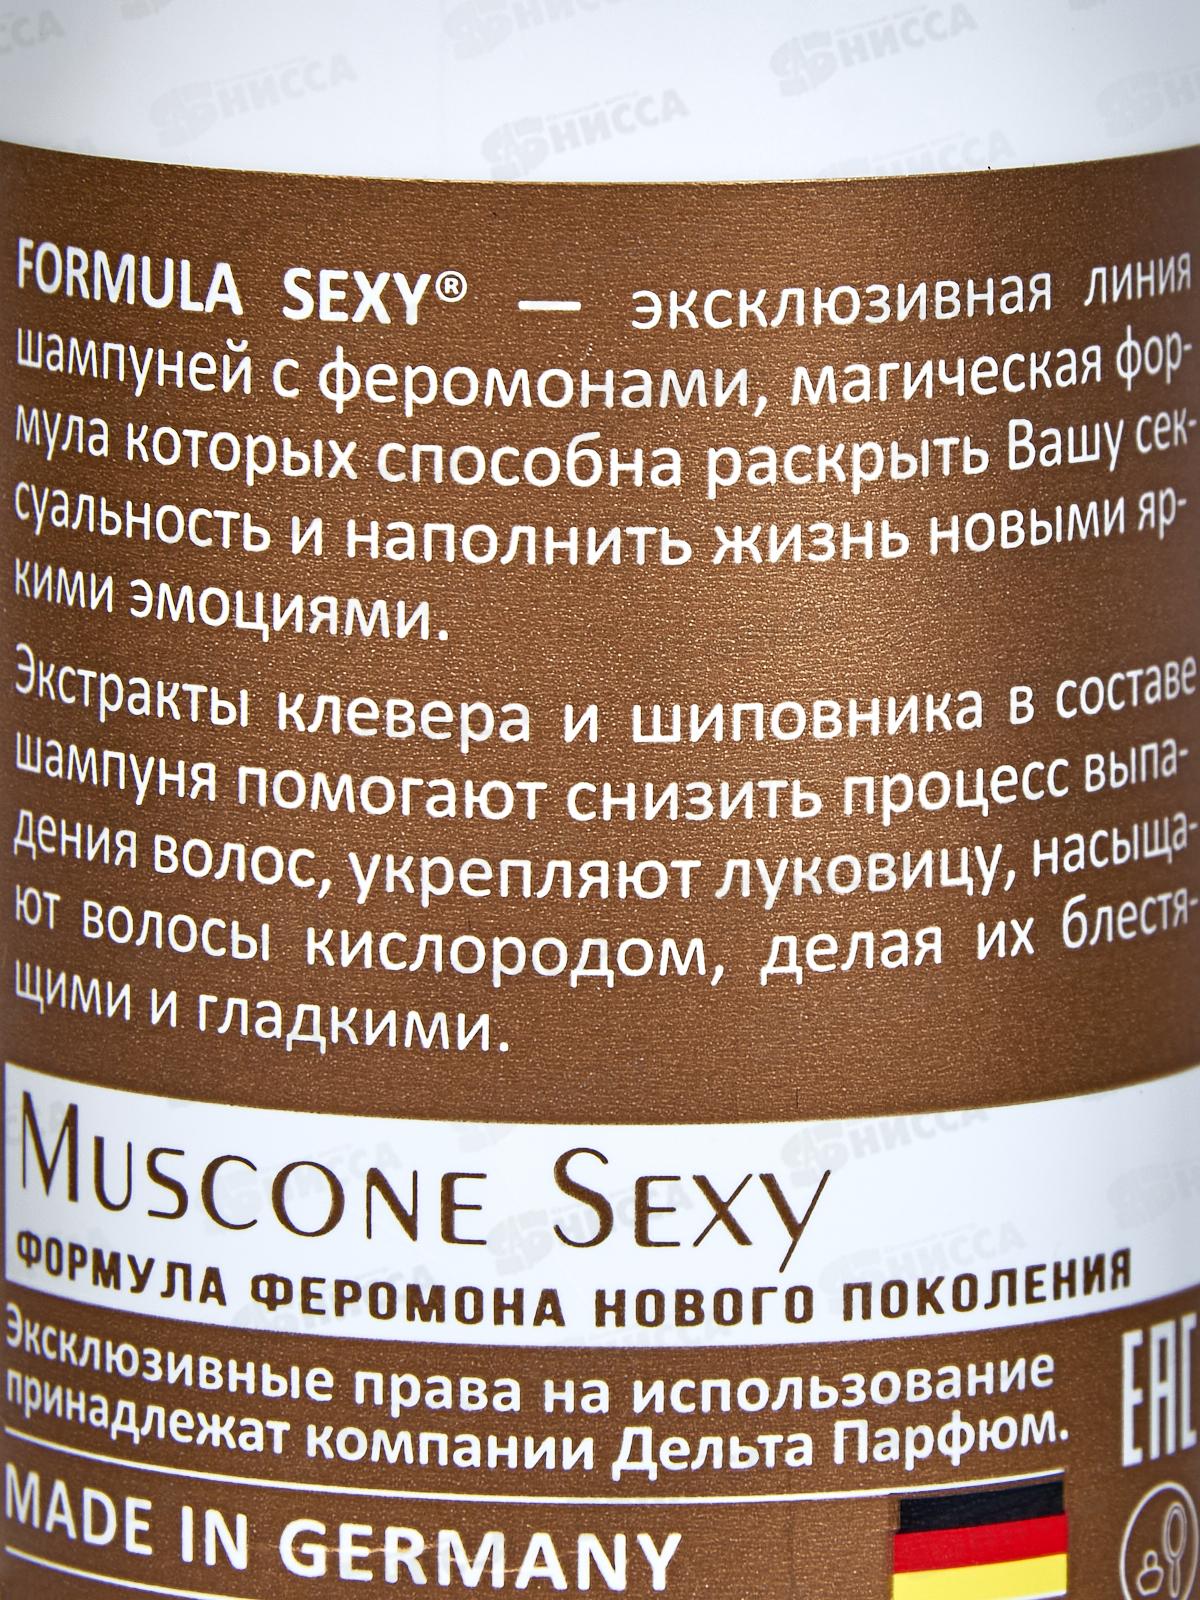 FORMULA SEXY® — эксклюзивная линия
шампуней с феромонами, магическая фор-
мула которых способна раскрыть Вашу сек-
суальность и наполнить жизнь новыми яр-
кими эмоциями.
Экстракты клевера и шиповника в составе
шампуня помогают снизить процесс выпа-
дения волос, укрепляют луковицу, насыща-
ют волосы кислородом, делая их блестя-
щими и гладкими.
MUSCONE SEXY
ФОРМУЛА ФЕРОМОНА НОВОГО ПОКОЛЕНИЯ
Эксклюзивные права на использование
принадлежат компании Дельта Парфюм.
EAC
MADE IN GERMANY
НИССА